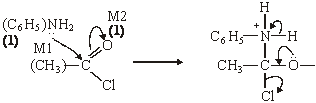 (C₆H₅)NH₂ M2
(1) (1)
M1 O
(CH₃)–C
Cl
H
+
C₆H₅–N–H
CH₃–C–O–
Cl